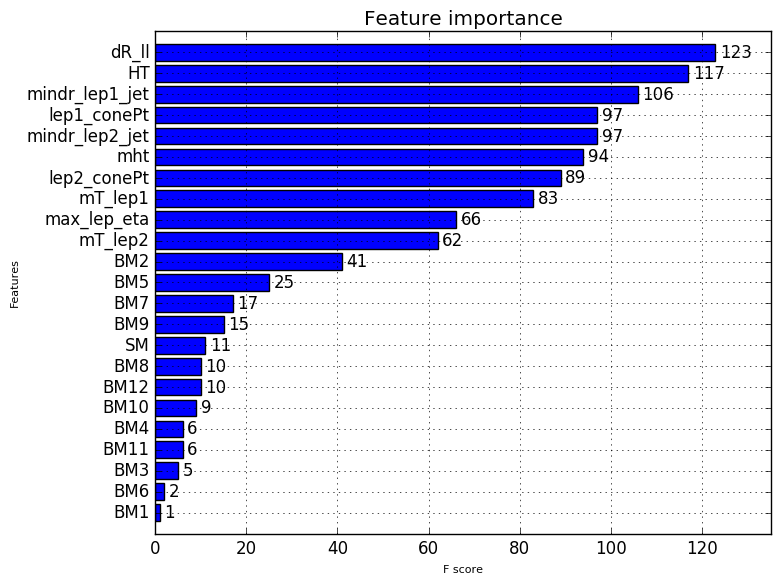 Feature importance
dR_ll 123
HT 117
mindr_lep1_jet 106
lep1_conePt 97
mindr_lep2_jet 97
mht 94
lep2_conePt 89
mT_lep1 83
max_lep_eta 66
mT_lep2 62
BM2 41
BM5 25
BM7 17
BM9 15
SM 11
BM8 10
BM12 10
BM10 9
BM4 6
BM11 6
BM3 5
BM6 2
BM1 1
Features
0 20 40 60 80 100 120
F score